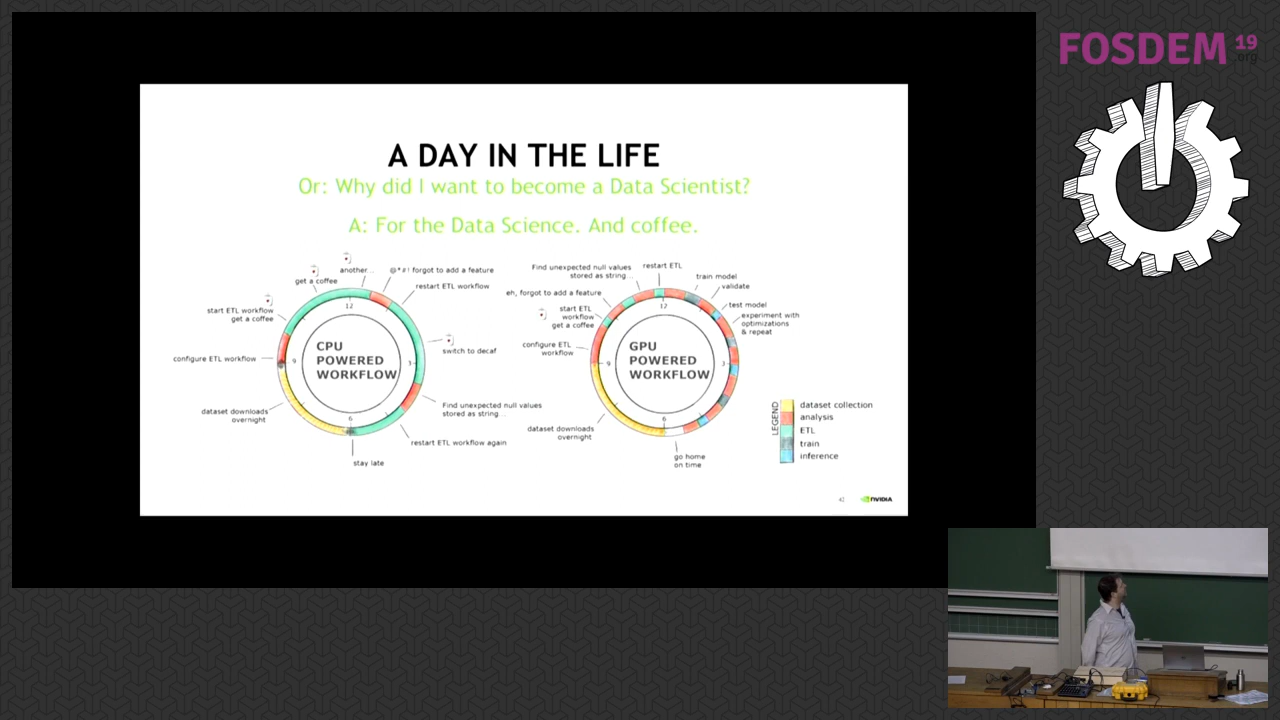 FOSDEM 19
.org
A DAY IN THE LIFE
Or: Why did I want to become a Data Scientist?
A: For the Data Science. And coffee.
another...
@*#! forgot to add a feature
get a coffee
restart ETL workflow
start ETL workflow
get a coffee
12
CPU
POWERED
WORKFLOW
9
3
6
switch to decaf
configure ETL workflow
dataset downloads
overnight
Find unexpected null values
stored as string...
restart ETL workflow again
stay late
Find unexpected null values
stored as string...
restart ETL
train model
validate
eh, forgot to add a feature
test model
start ETL
workflow
get a coffee
experiment with
optimizations
& repeat
12
configure ETL
workflow
GPU
POWERED
WORKFLOW
9
3
6
dataset downloads
overnight
go home
on time
LEGEND
dataset collection
analysis
ETL
train
inference
42
NVIDIA